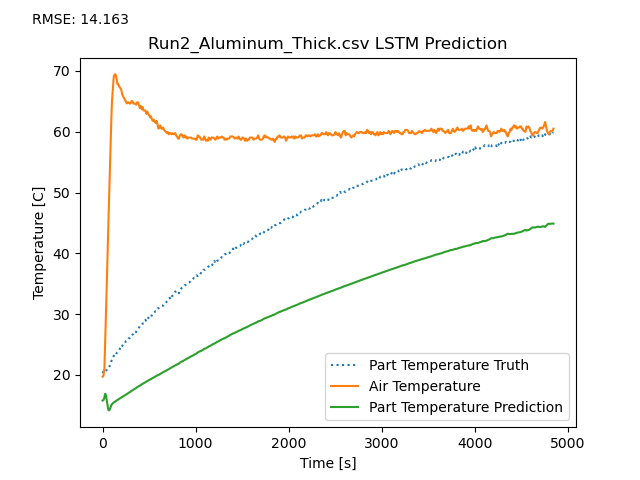 RMSE: 14.163
Run2_Aluminum_Thick.csv LSTM Prediction
70
60
50
40
30
20
Temperature [C]
Part Temperature Truth
Air Temperature
Part Temperature Prediction
0 1000 2000 3000 4000 5000
Time [s]